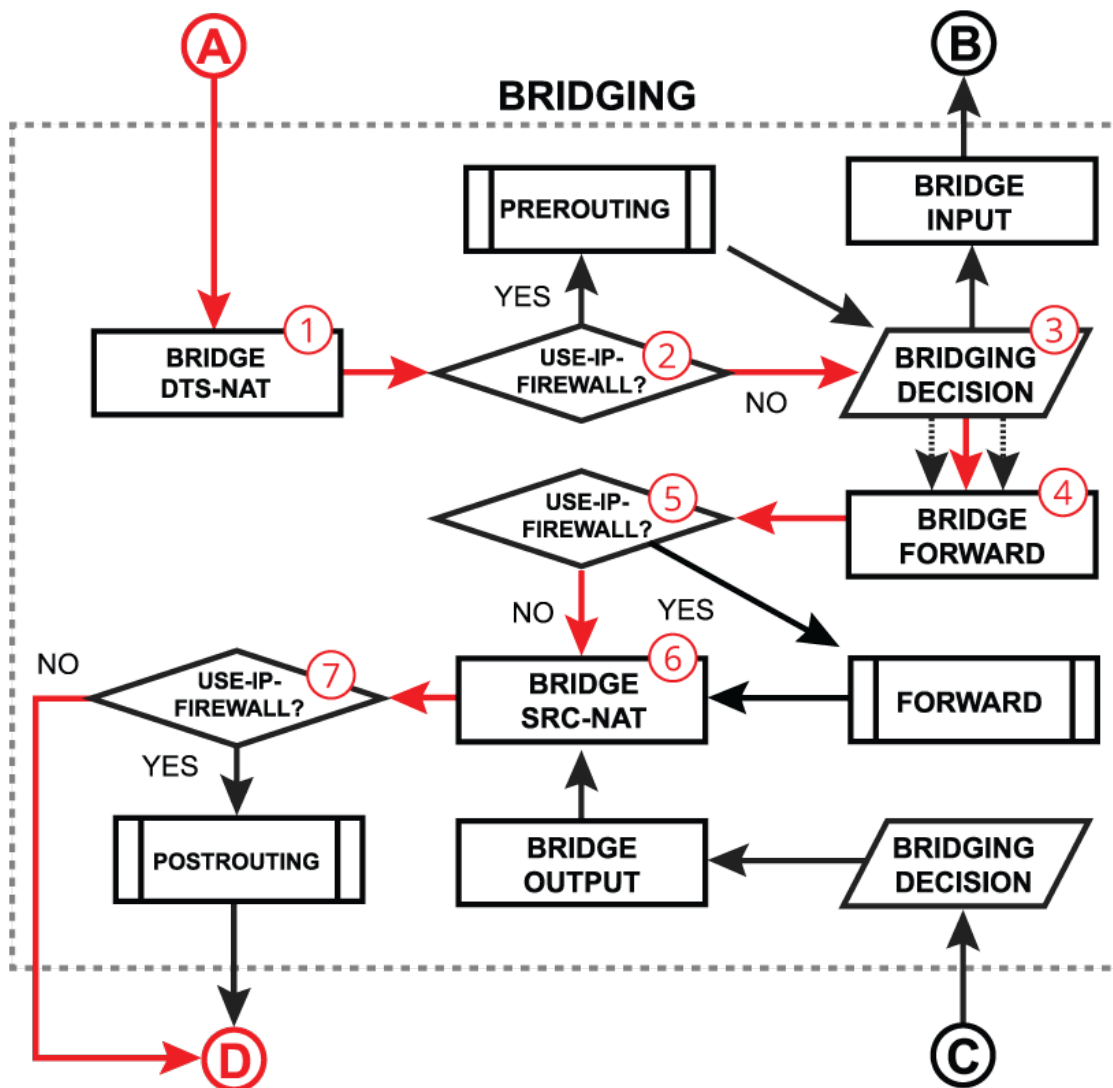 A
B
BRIDGING
PREROUTING
BRIDGE
INPUT
YES
1
BRIDGE
DTS-NAT
2
USE-IP-
FIREWALL?
NO
3
BRIDGING
DECISION
5
USE-IP-
FIREWALL?
4
BRIDGE
FORWARD
NO
YES
NO
7
USE-IP-
FIREWALL?
6
BRIDGE
SRC-NAT
FORWARD
YES
POSTROUTING
BRIDGE
OUTPUT
BRIDGING
DECISION
D
C